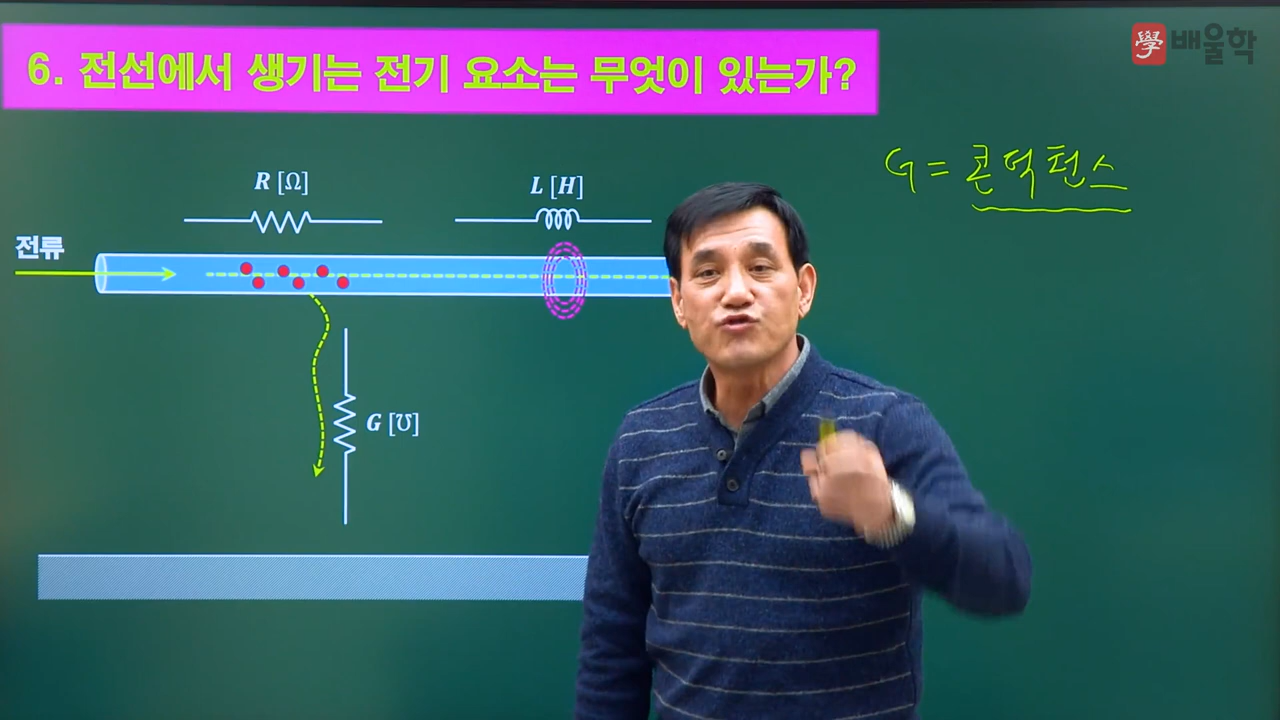 6. 전선에서 생기는 전기 요소는 무엇이 있는가?
學 배울학
G = 콘덕턴스
R [Ω]
L [H]
전류
G [℧]